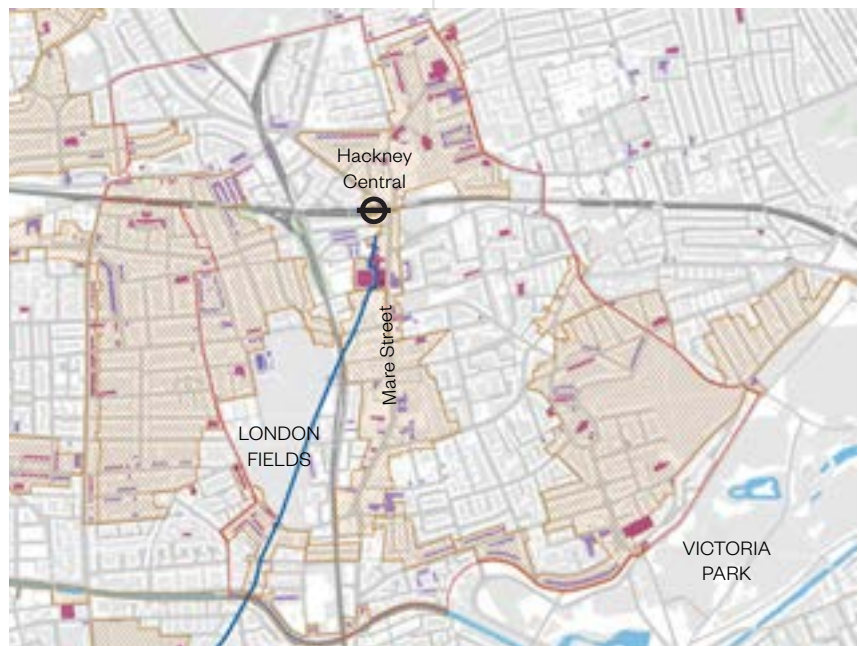 Hackney
Central
Mare Street
LONDON
FIELDS
VICTORIA
PARK